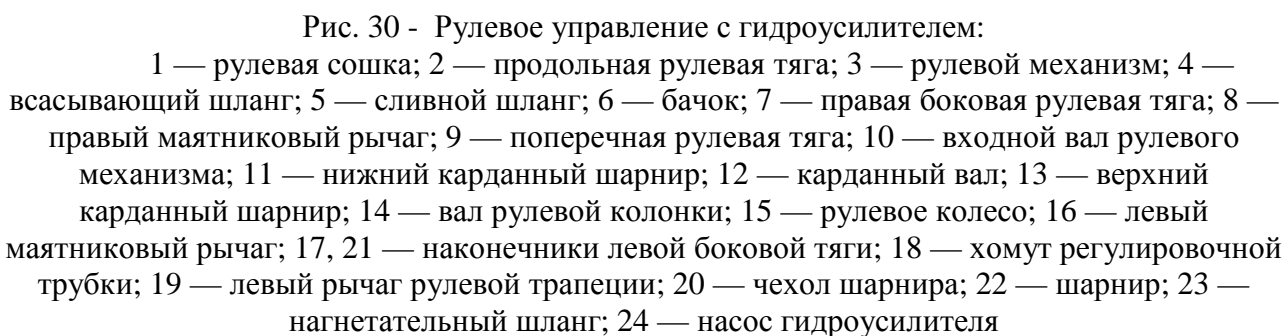 Рис. 30 -  Рулевое управление с гидроусилителем:
1 — рулевая сошка; 2 — продольная рулевая тяга; 3 — рулевой механизм; 4 —
всасывающий шланг; 5 — сливной шланг; 6 — бачок; 7 — правая боковая рулевая тяга; 8 —
правый маятниковый рычаг; 9 — поперечная рулевая тяга; 10 — входной вал рулевого
механизма; 11 — нижний карданный шарнир; 12 — карданный вал; 13 — верхний
карданный шарнир; 14 — вал рулевой колонки; 15 — рулевое колесо; 16 — левый
маятниковый рычаг; 17, 21 — наконечники левой боковой тяги; 18 — хомут регулировочной
трубки; 19 — левый рычаг рулевой трапеции; 20 — чехол шарнира; 22 — шарнир; 23 —
нагнетательный шланг; 24 — насос гидроусилителя